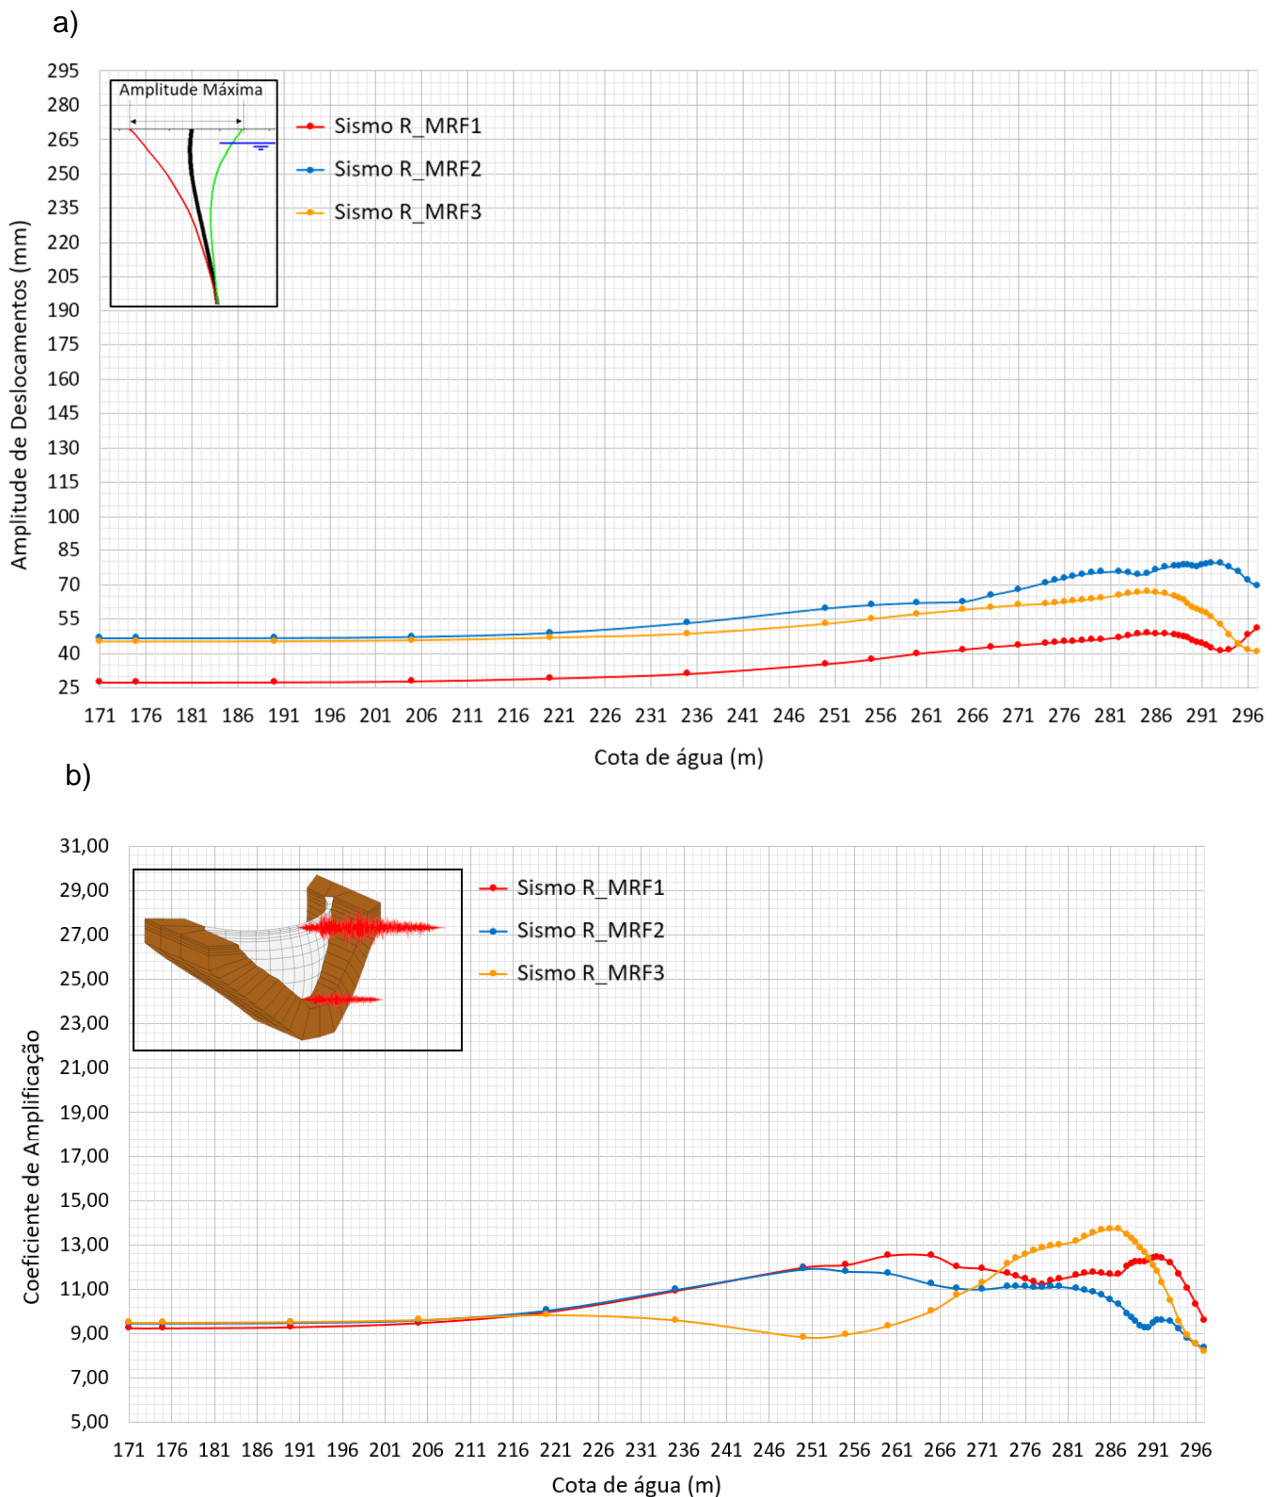 a)
295
280
265
250
235
220
205
190
175
160
145
130
115
100
85
70
55
40
25
Amplitude de Deslocamentos (mm)
Amplitude Máxima
Sismo R_MRF1
Sismo R_MRF2
Sismo R_MRF3
171 176 181 186 191 196 201 206 211 216 221 226 231 236 241 246 251 256 261 266 271 276 281 286 291 296
Cota de água (m)
b)
31,00
29,00
27,00
25,00
23,00
21,00
19,00
17,00
15,00
13,00
11,00
9,00
7,00
5,00
Coeficiente de Amplificação
Sismo R_MRF1
Sismo R_MRF2
Sismo R_MRF3
171 176 181 186 191 196 201 206 211 216 221 226 231 236 241 246 251 256 261 266 271 276 281 286 291 296
Cota de água (m)